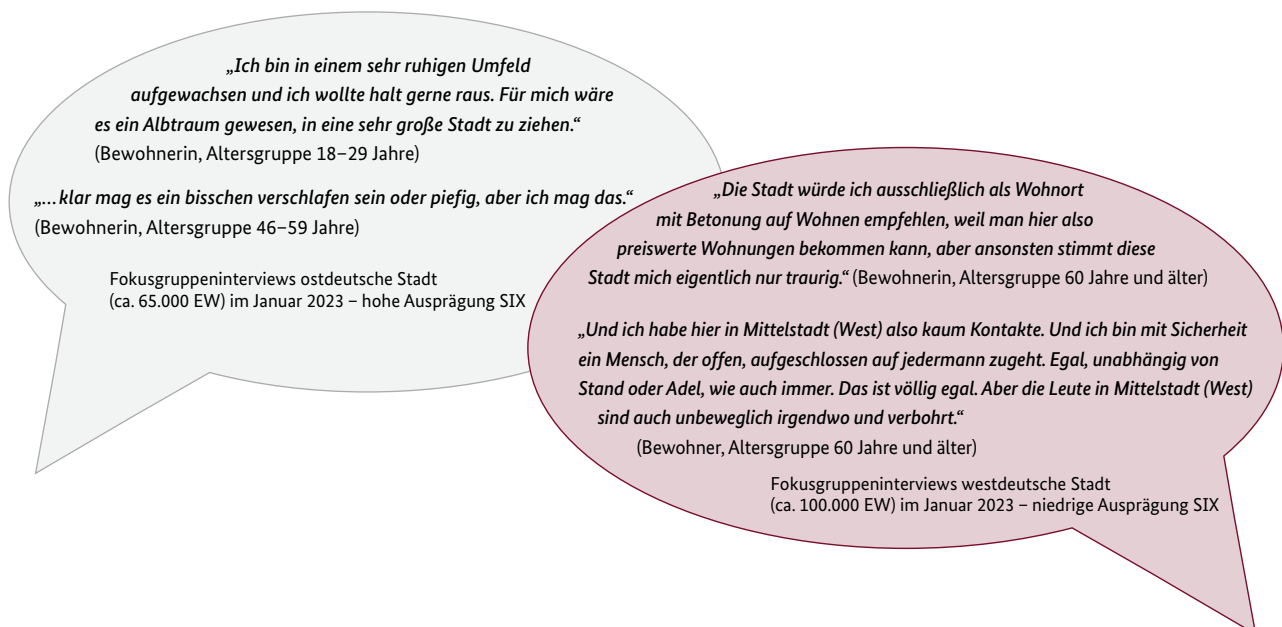 „Ich bin in einem sehr ruhigen Umfeld
aufgewachsen und ich wollte halt gerne raus. Für mich wäre
es ein Albtraum gewesen, in eine sehr große Stadt zu ziehen.“
(Bewohnerin, Altersgruppe 18–29 Jahre)
„... klar mag es ein bisschen verschlafen sein oder piefig, aber ich mag das.“
(Bewohnerin, Altersgruppe 46–59 Jahre)
Fokusgruppeninterviews ostdeutsche Stadt
(ca. 65.000 EW) im Januar 2023 – hohe Ausprägung SIX
„Die Stadt würde ich ausschließlich als Wohnort
mit Betonung auf Wohnen empfehlen, weil man hier also
preiswerte Wohnungen bekommen kann, aber ansonsten stimmt diese
Stadt mich eigentlich nur traurig.“ (Bewohnerin, Altersgruppe 60 Jahre und älter)
„Und ich habe hier in Mittelstadt (West) also kaum Kontakte. Und ich bin mit Sicherheit
ein Mensch, der offen, aufgeschlossen auf jedermann zugeht. Egal, unabhängig von
Stand oder Adel, wie auch immer. Das ist völlig egal. Aber die Leute in Mittelstadt (West)
sind auch unbeweglich irgendwo und verbohrt.“
(Bewohner, Altersgruppe 60 Jahre und älter)
Fokusgruppeninterviews westdeutsche Stadt
(ca. 100.000 EW) im Januar 2023 – niedrige Ausprägung SIX